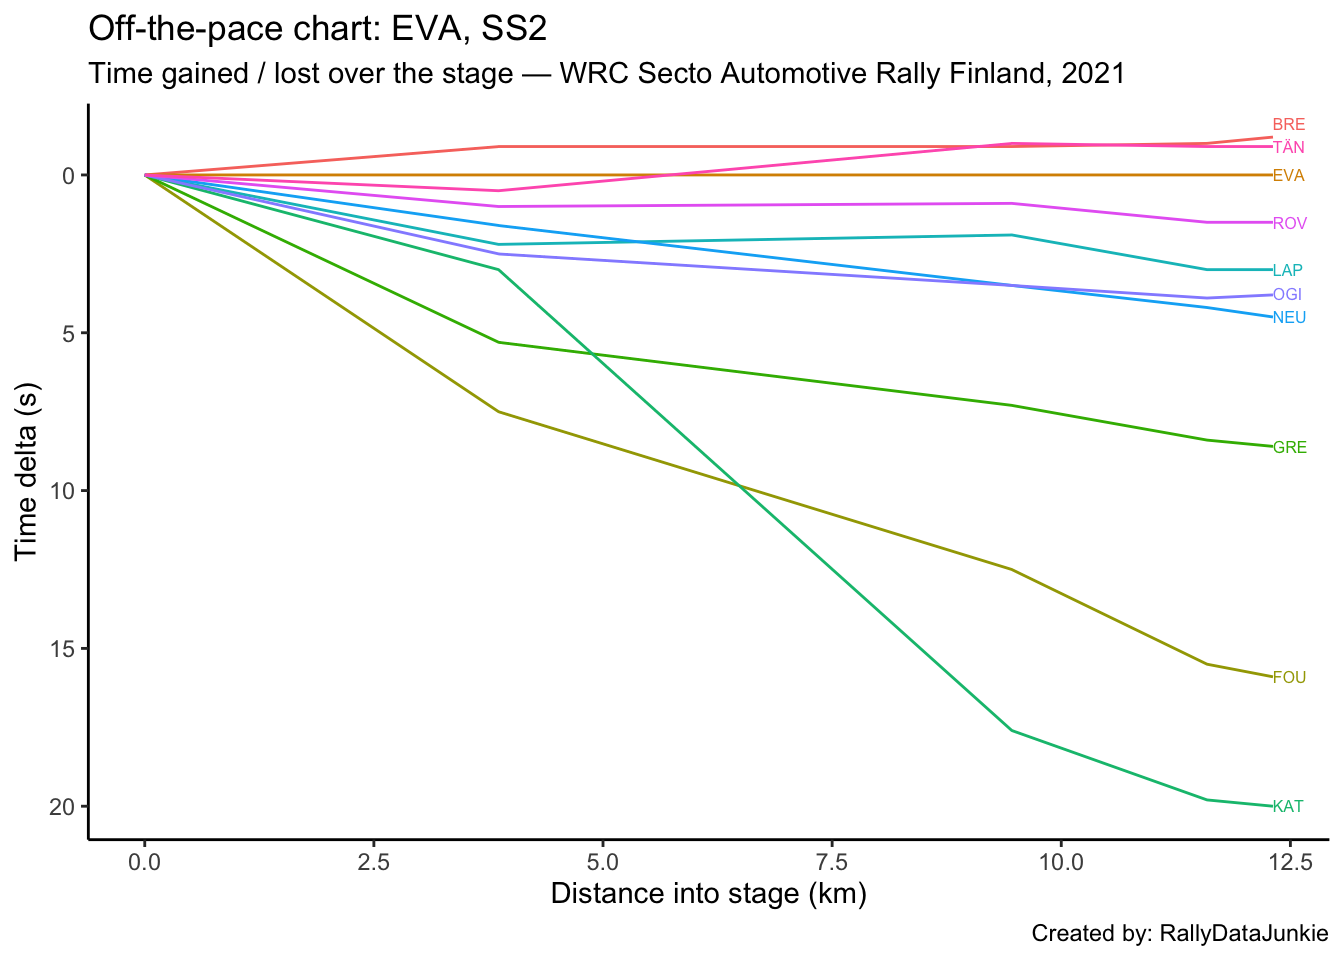 Off-the-pace chart: EVA, SS2
Time gained / lost over the stage — WRC Secto Automotive Rally Finland, 2021
BRE
TÄN
EVA
ROV
LAP
OGI
NEU
GRE
FOU
KAT
0
5
10
15
20
Time delta (s)
0.0 2.5 5.0 7.5 10.0 12.5
Distance into stage (km)
Created by: RallyDataJunkie